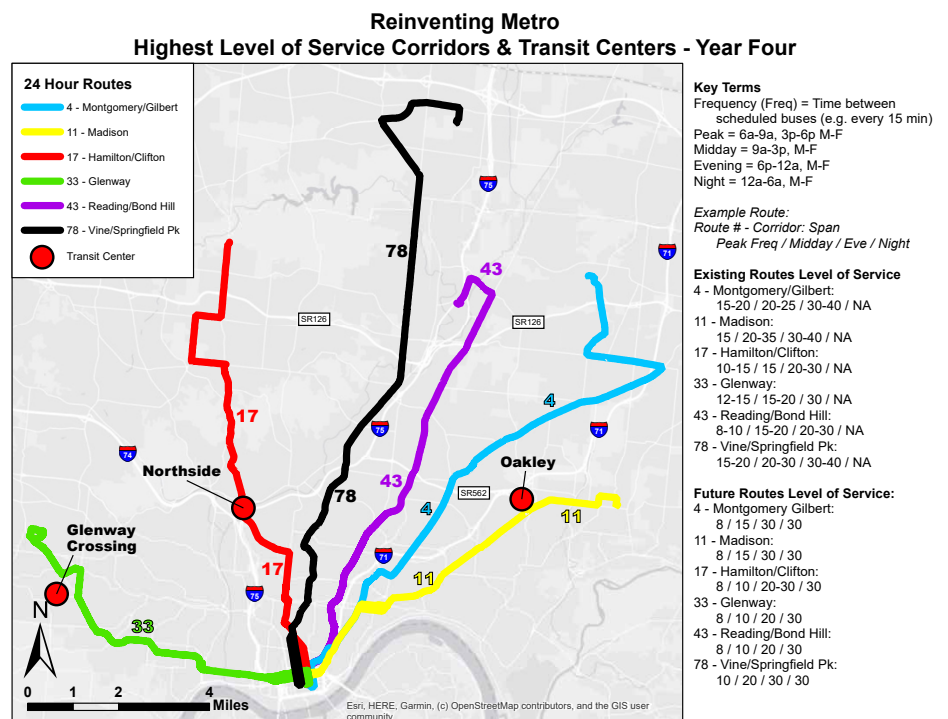 Reinventing Metro
Highest Level of Service Corridors & Transit Centers - Year Four
24 Hour Routes
4 - Montgomery/Gilbert
11 - Madison
17 - Hamilton/Clifton
33 - Glenway
43 - Reading/Bond Hill
78 - Vine/Springfield Pk
Transit Center
75
78
71
43
SR126
SR126
4
17
75
71
74
Oakley
Northside
43
78
SR562
4
11
Glenway
Crossing
71
17
11
75
N
33
0 1 2 4
Miles
Esri, HERE, Garmin, (c) OpenStreetMap contributors, and the GIS user
community
Key Terms
Frequency (Freq) = Time between
scheduled buses (e.g. every 15 min)
Peak = 6a-9a, 3p-6p M-F
Midday = 9a-3p, M-F
Evening = 6p-12a, M-F
Night = 12a-6a, M-F
Example Route:
Route # - Corridor: Span
Peak Freq / Midday / Eve / Night
Existing Routes Level of Service
4 - Montgomery/Gilbert:
15-20 / 20-25 / 30-40 / NA
11 - Madison:
15 / 20-35 / 30-40 / NA
17 - Hamilton/Clifton:
10-15 / 15 / 20-30 / NA
33 - Glenway:
12-15 / 15-20 / 30 / NA
43 - Reading/Bond Hill:
8-10 / 15-20 / 20-30 / NA
78 - Vine/Springfield Pk:
15-20 / 20-30 / 30-40 / NA
Future Routes Level of Service:
4 - Montgomery Gilbert:
8 / 15 / 30 / 30
11 - Madison:
8 / 15 / 30 / 30
17 - Hamilton/Clifton:
8 / 10 / 20-30 / 30
33 - Glenway:
8 / 10 / 20 / 30
43 - Reading/Bond Hill:
8 / 10 / 20 / 30
78 - Vine/Springfield Pk:
10 / 20 / 30 / 30